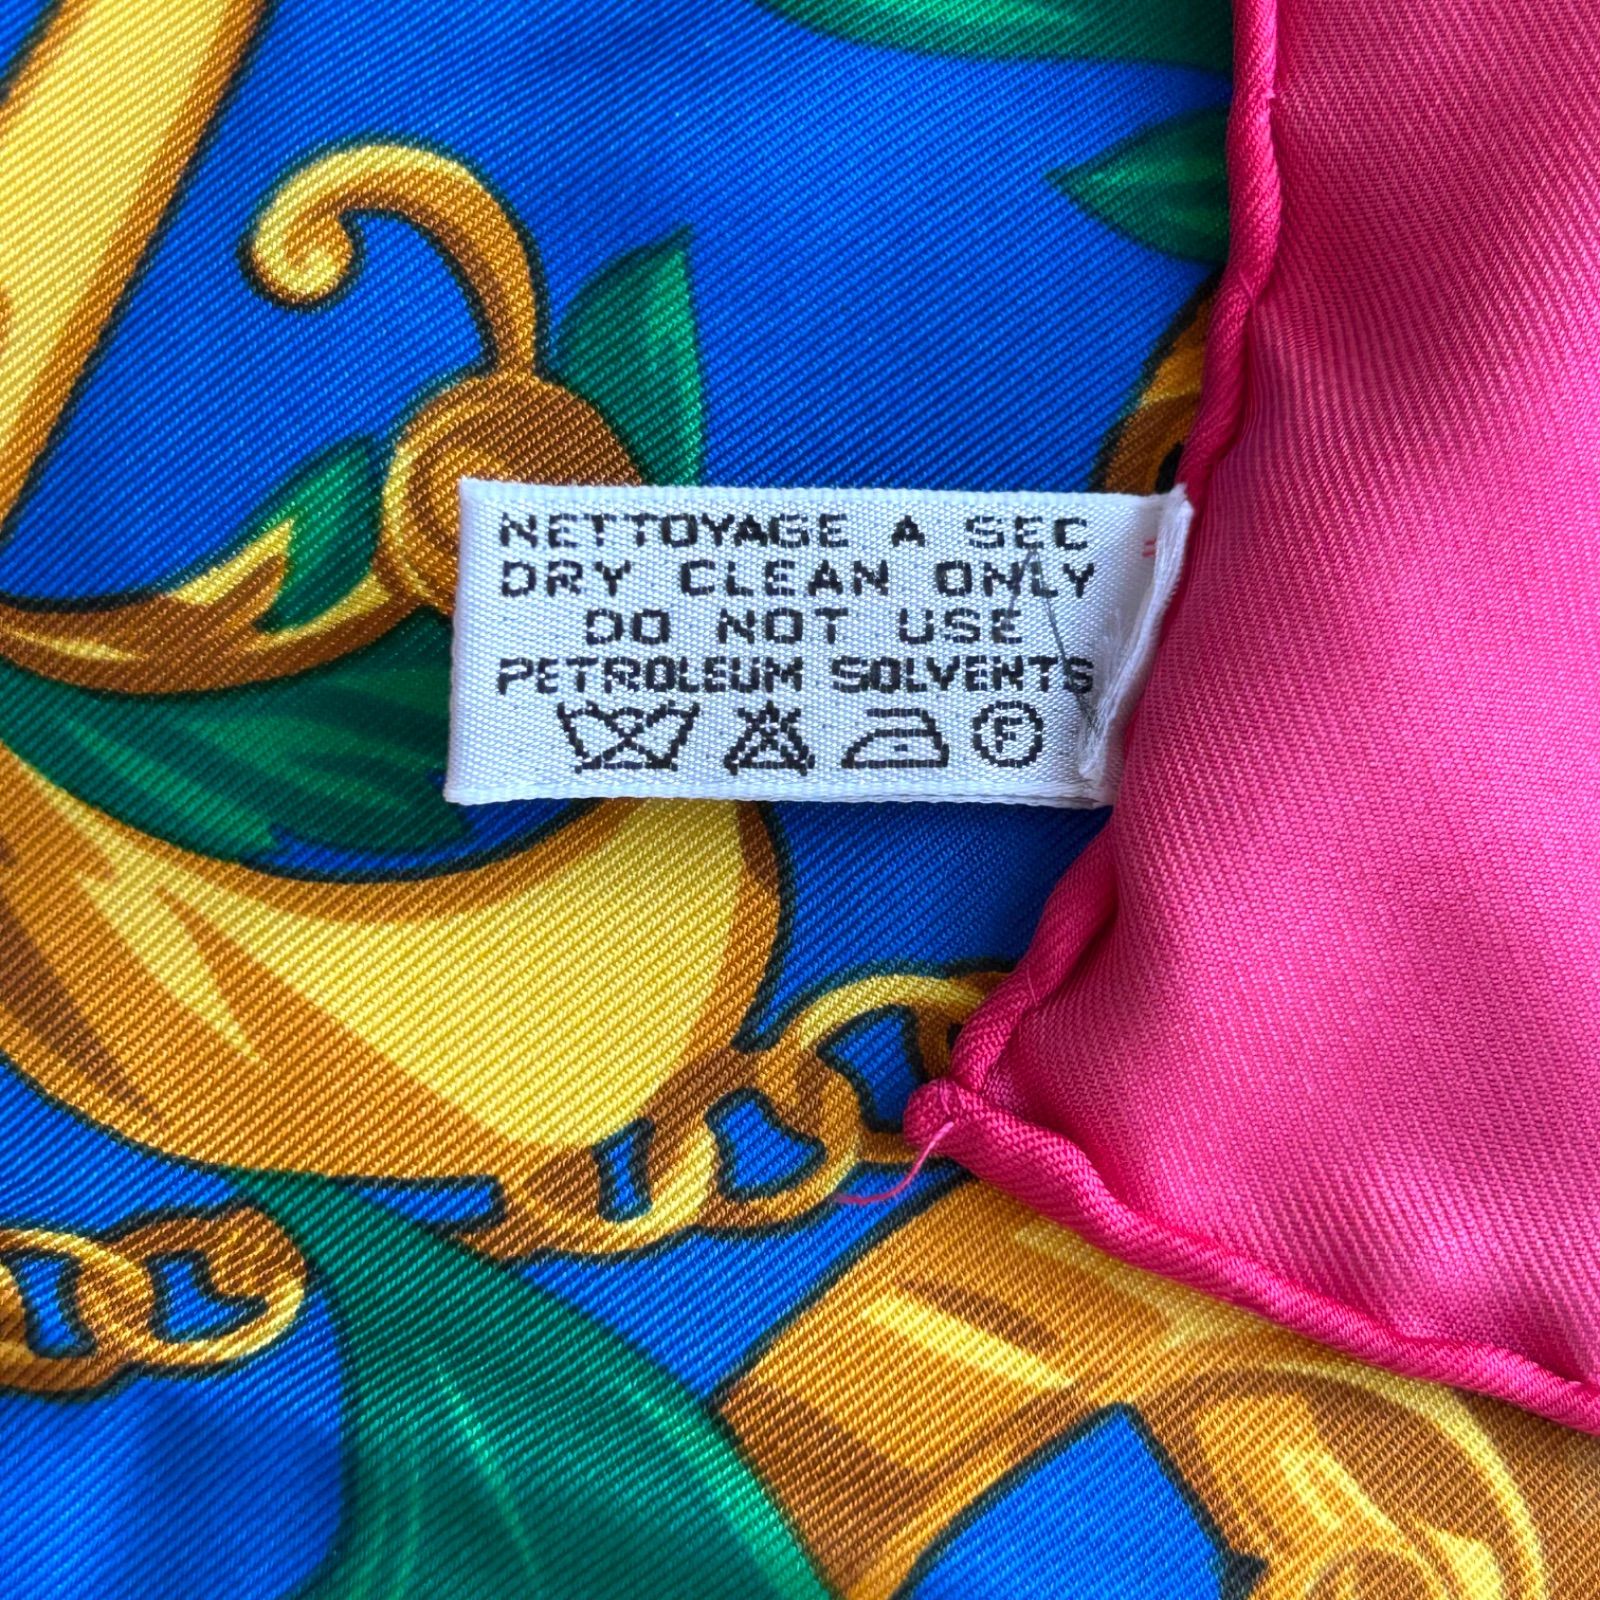 NETTOYAGE A SEC
DRY CLEAN ONLY
DO NOT USE
PETROLEUM SOLVENTS
F